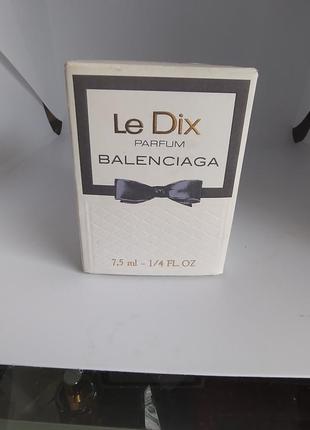 Le Dix
PARFUM
BALENCIAGA
7,5 ml - 1/4 FL. OZ